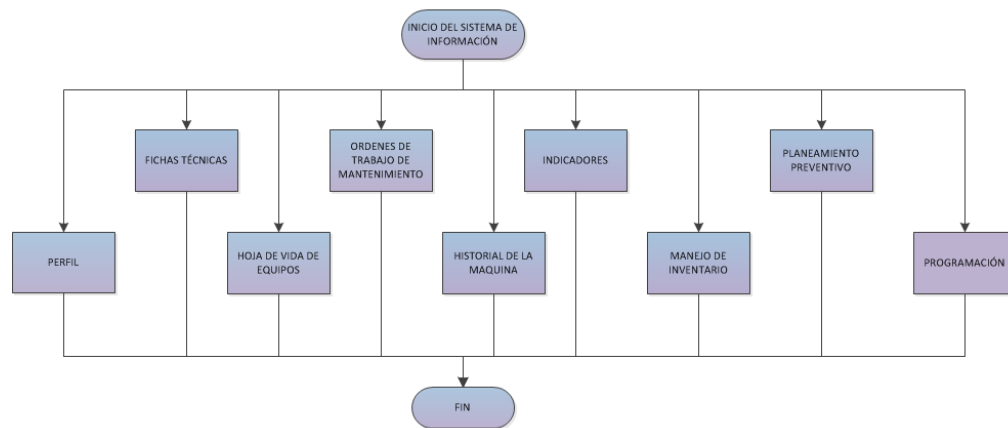 INICIO DEL SISTEMA DE
INFORMACIÓN
FICHAS TÉCNICAS
ORDENES DE
TRABAJO DE
MANTENIMIENTO
INDICADORES
PLANEAMIENTO
PREVENTIVO
PERFIL
HOJA DE VIDA DE
EQUIPOS
HISTORIAL DE LA
MAQUINA
MANEJO DE
INVENTARIO
PROGRAMACIÓN
FIN